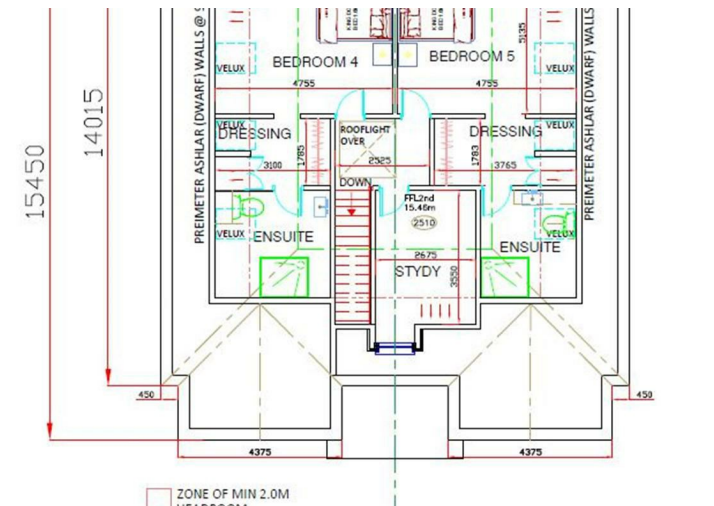 PREIMETER ASHLAR (DWARF) WALLS @
PREIMETER ASHLAR (DWARF) WALLS
14015
15450
5135
VELUX
VELUX
BEDROOM 4
BEDROOM 5
4755
4755
VELUX
VELUX
DRESSING
DRESSING
ROOFLIGHT
OVER
1785
1783
3100
2525
3765
DOWN
FFL2nd
15.46m
2510
VELUX
VELUX
ENSUITE
ENSUITE
2675
STYDY
3550
450
450
4375
4375
ZONE OF MIN 2.0M